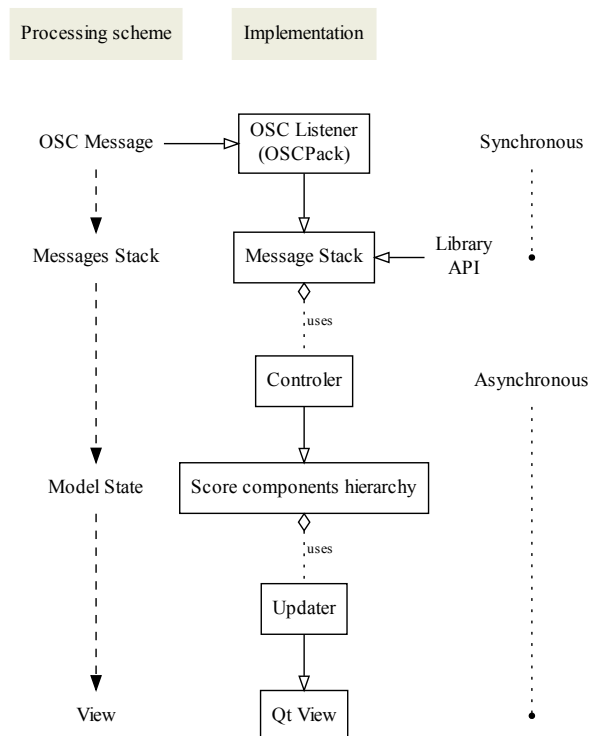 Processing scheme
Implementation
OSC Message
OSC Listener
(OSCPack)
Synchronous
Messages Stack
Message Stack
Library
API
uses
Controler
Asynchronous
Model State
Score components hierarchy
uses
Updater
View
Qt View